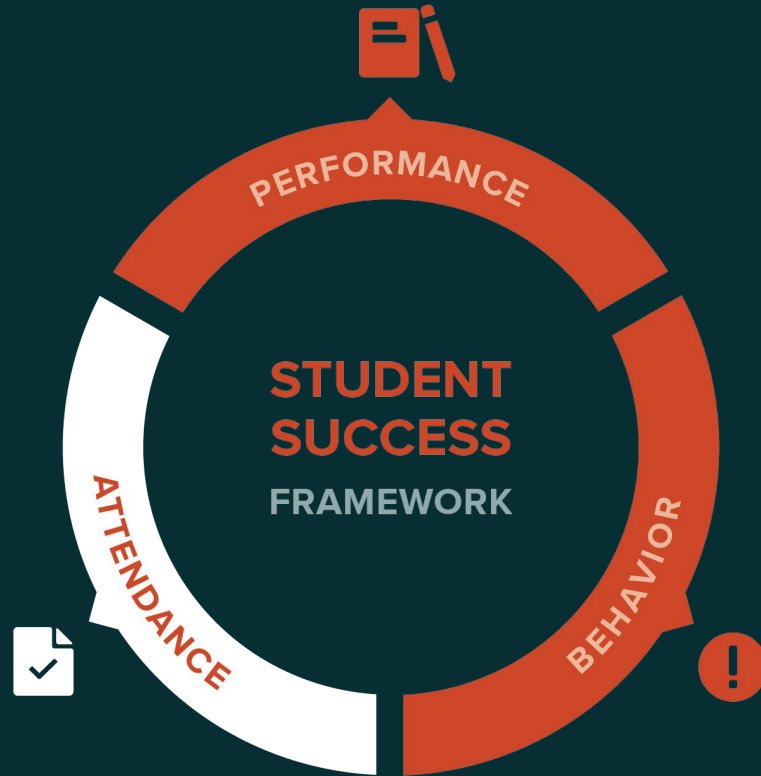 PERFORMANCE
STUDENT
SUCCESS
FRAMEWORK
ATTENDANCE
BEHAVIOR